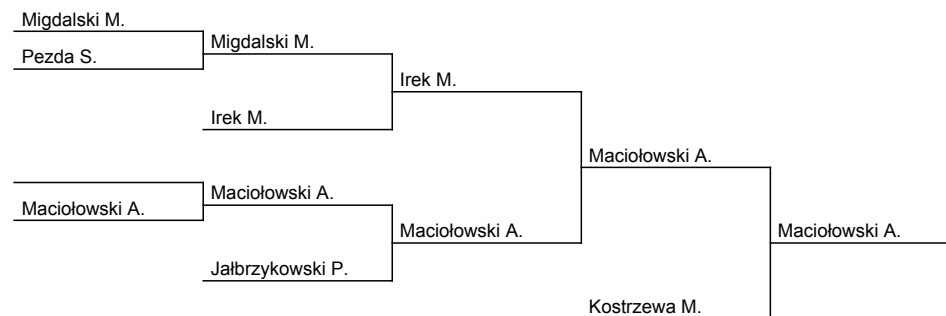 Migdalski M.
Migdalski M.
Pezda S.
Irek M.
Irek M.
Maciołowski A.
Maciołowski A.
Maciołowski A.
Maciołowski A.
Maciołowski A.
Jałbrzykowski P.
Kostrzewa M.